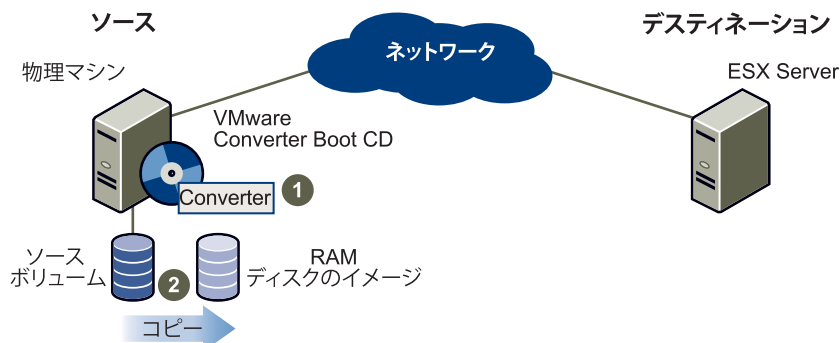 ソース
デスティネーション
ネットワーク
物理マシン
ESX Server
VMware
Converter Boot CD
Converter
1
ソース
ボリューム
2
RAM
ディスクのイメージ
コピー